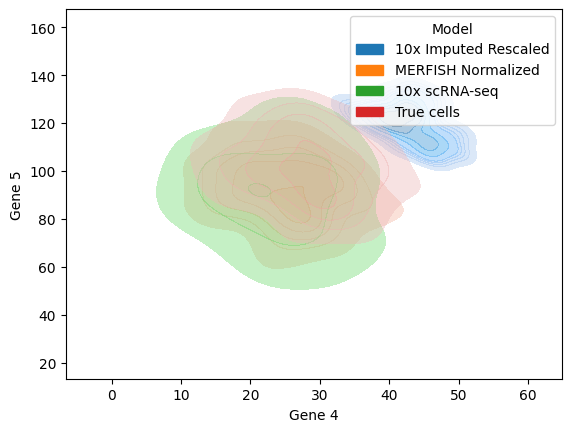 Model
10x Imputed Rescaled
MERFISH Normalized
10x scRNA-seq
True cells
160
140
120
100
80
60
40
20
Gene 5
0 10 20 30 40 50 60
Gene 4